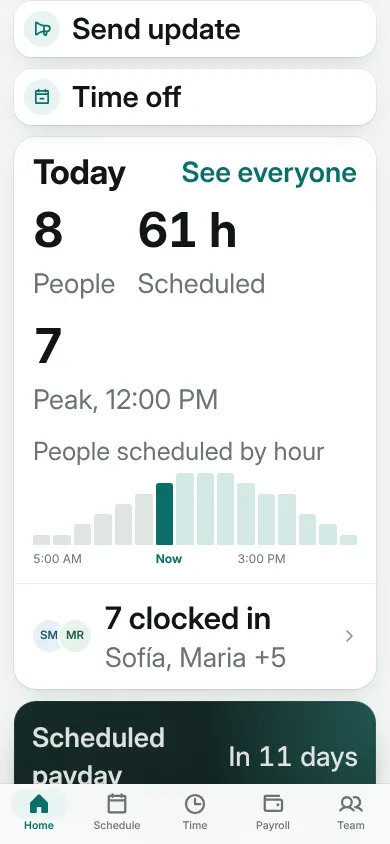 Send update
Time off
Today
See everyone
8
61 h
People
Scheduled
7
Peak, 12:00 PM
People scheduled by hour
5:00 AM
Now
3:00 PM
SM
MR
7 clocked in
Sofía, Maria +5
Scheduled
payday
In 11 days
Home
Schedule
Time
Payroll
Team